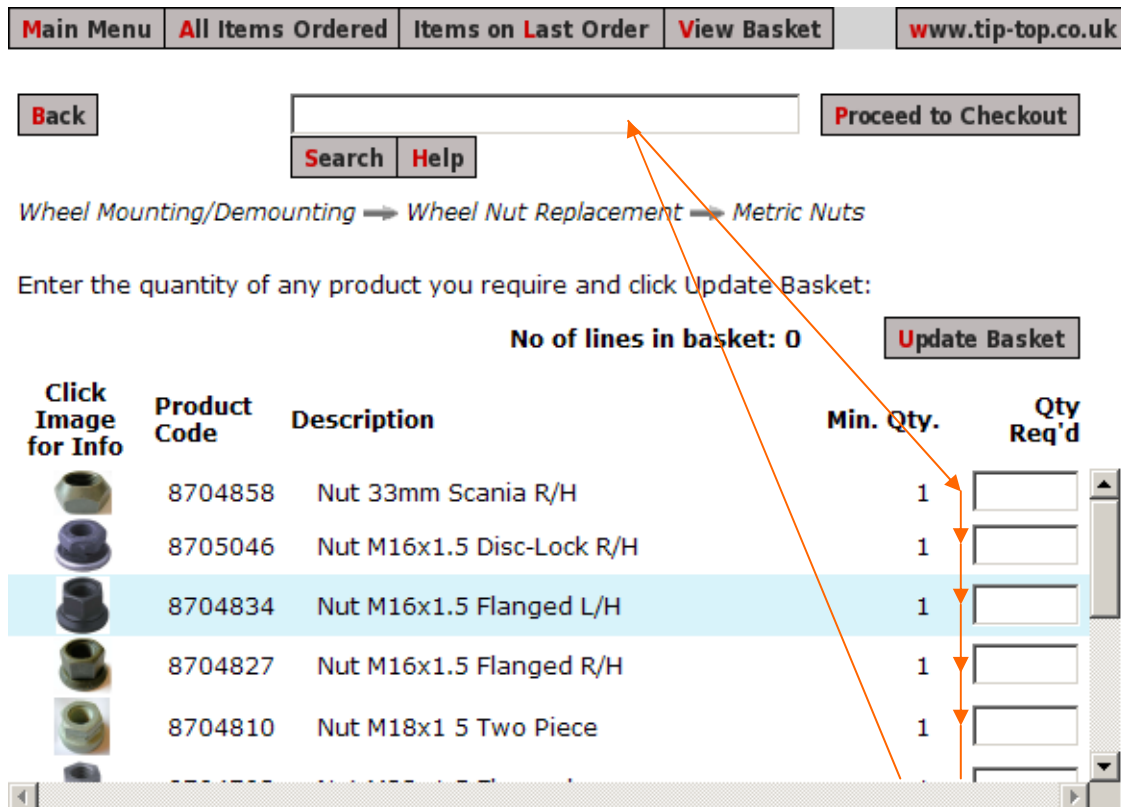 Main Menu All Items Ordered Items on Last Order View Basket www.tip-top.co.uk
Back Proceed to Checkout
Search Help
Wheel Mounting/Demounting Wheel Nut Replacement Metric Nuts
Enter the quantity of any product you require and click Update Basket:
No of lines in basket: 0 Update Basket
Click Image for Info Product Code Description Min. Qty. Qty Req'd
8704858 Nut 33mm Scania R/H 1
8705046 Nut M16x1.5 Disc-Lock R/H 1
8704834 Nut M16x1.5 Flanged L/H 1
8704827 Nut M16x1.5 Flanged R/H 1
8704810 Nut M18x1 5 Two Piece 1